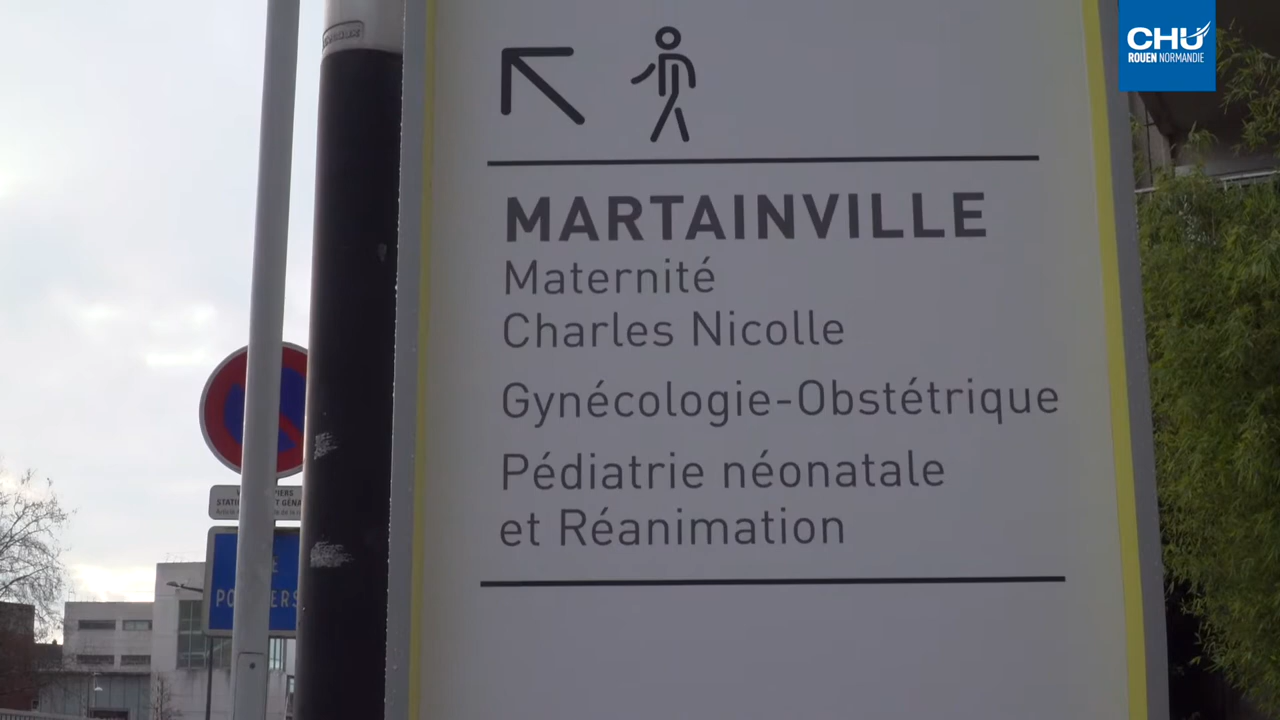 CHU
ROUEN NORMANDIE
MARTAINVILLE
Maternité
Charles Nicolle
Gynécologie-Obstétrique
Pédiatrie néonatale
et Réanimation